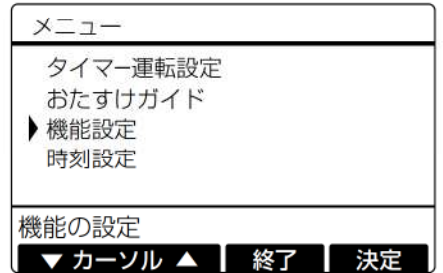 メニュー
タイマー運転設定
おたすけガイド
▶機能設定
時刻設定
機能の設定
▼ カーソル ▲ 終了 決定